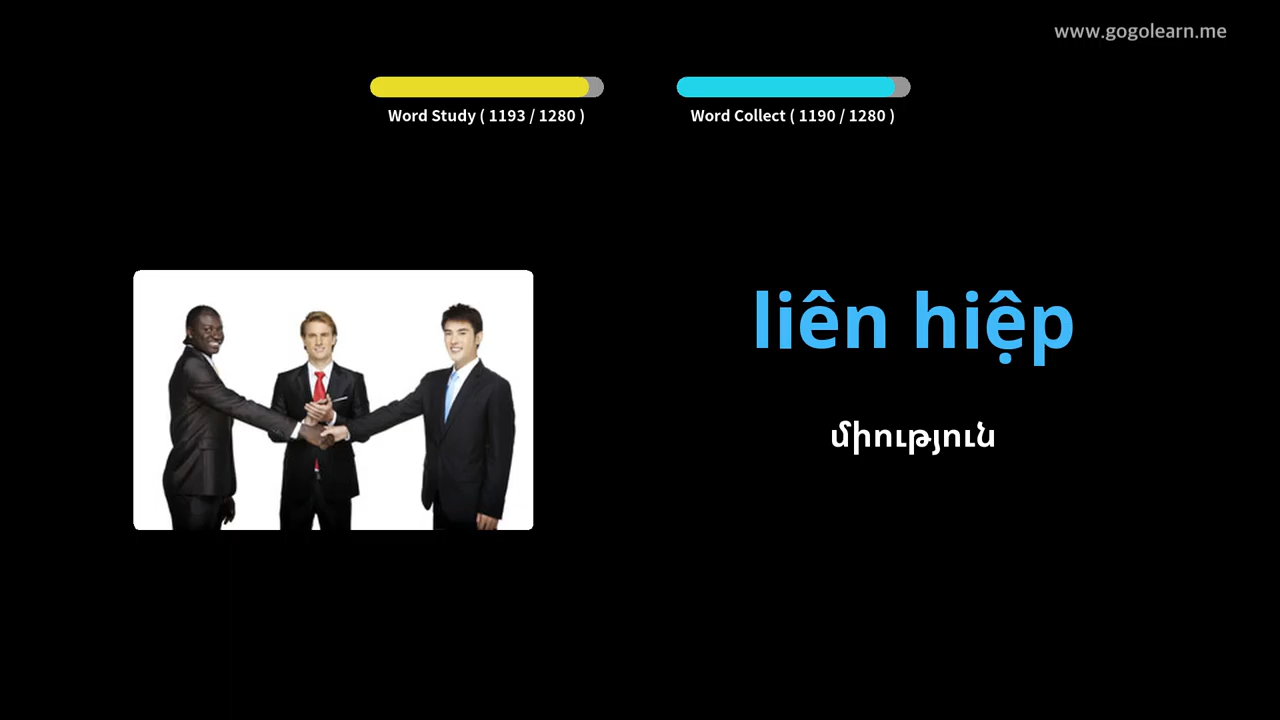 www.gogolearn.me
Word Study ( 1193 / 1280 )
Word Collect ( 1190 / 1280 )
liên hiệp
միություն